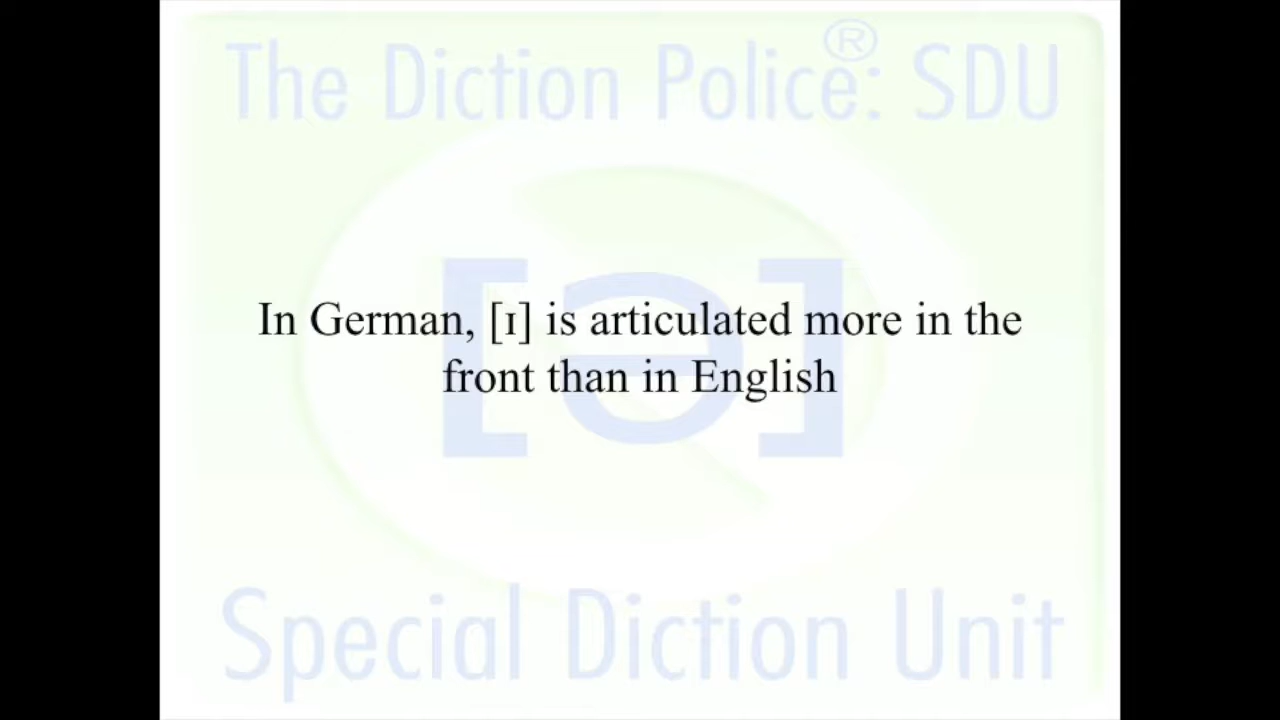 The Diction Police®: SDU
In German, [ɪ] is articulated more in the
front than in English
[ə]
Special Diction Unit